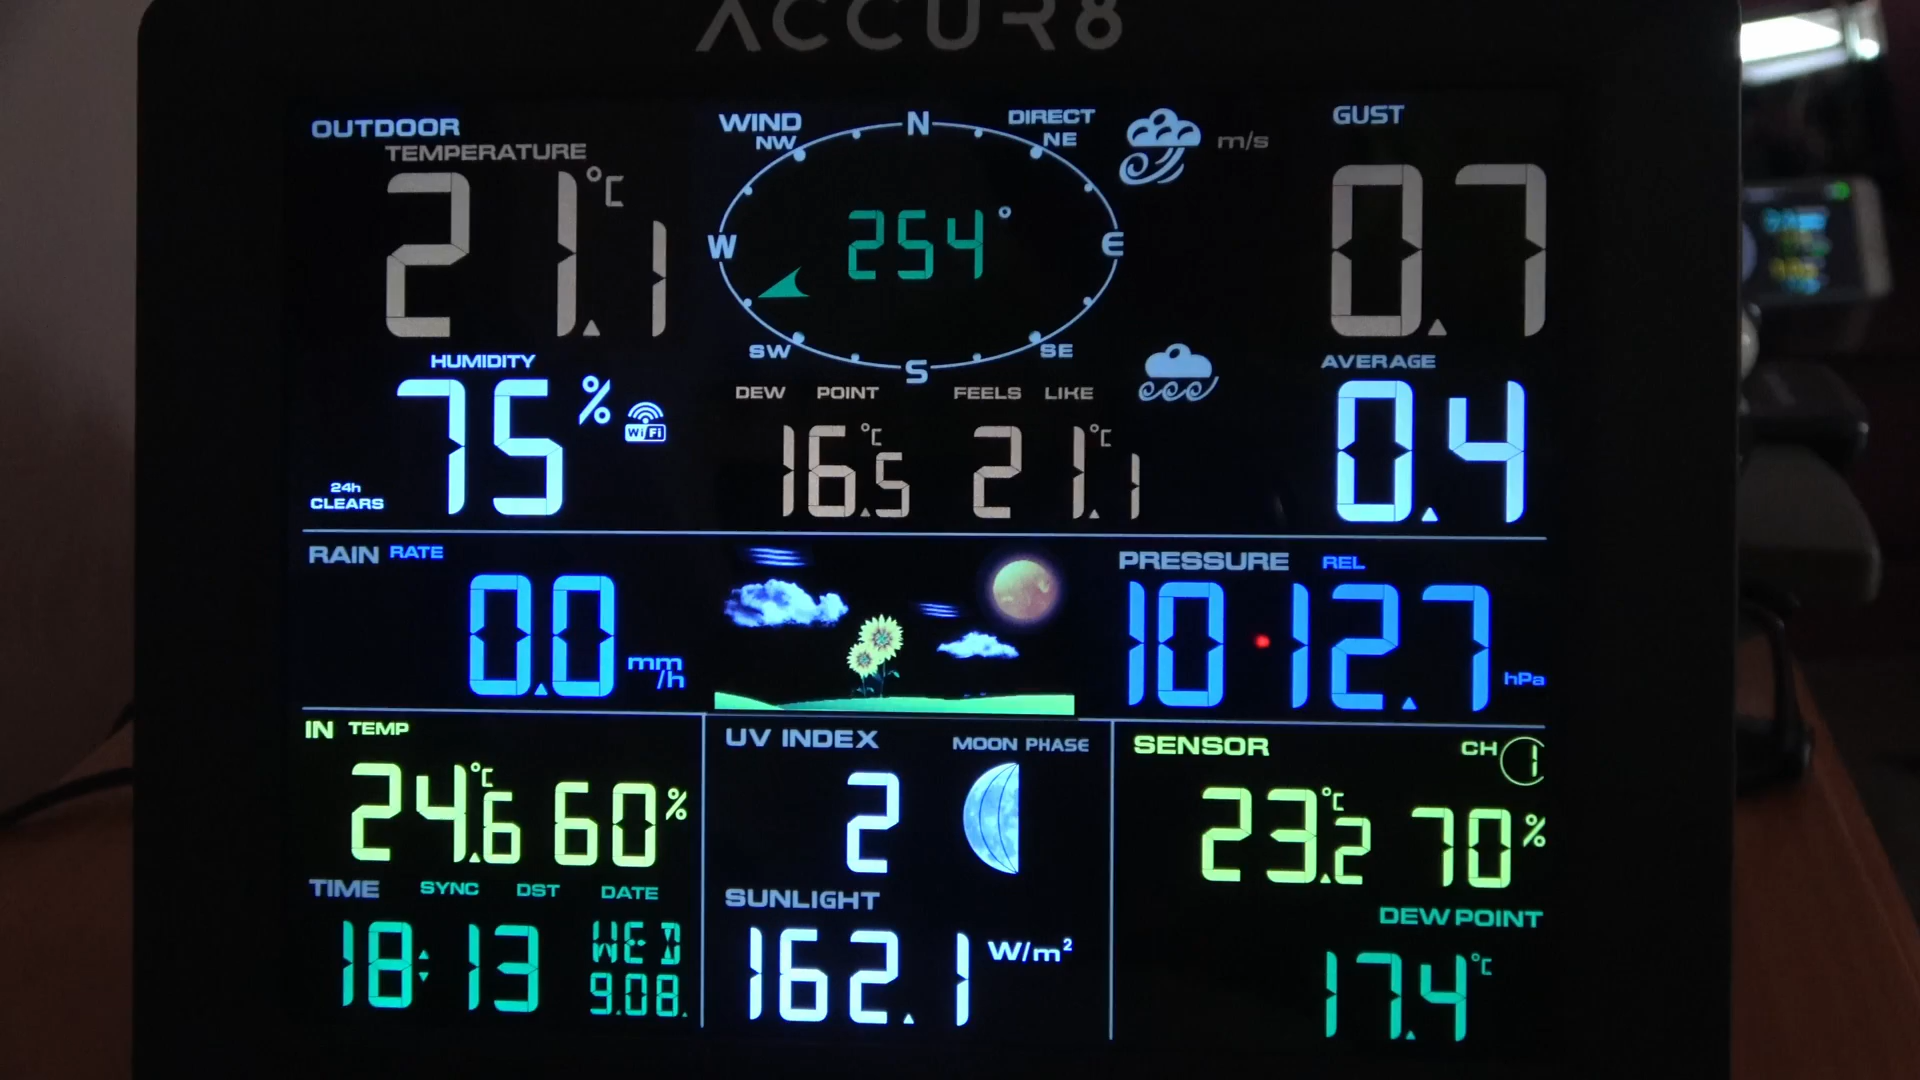 ACCUR8
OUTDOOR
TEMPERATURE
21.1 °C
HUMIDITY
75 %
WiFi
24h
CLEARS
WIND DIRECT
N
NW NE
W 254° E
SW SE
S
DEW POINT FEELS LIKE
16.5 °C 21.1 °C
m/s
GUST
0.7
AVERAGE
0.4
RAIN RATE
0.0 mm/h
PRESSURE REL
1012.7 hPa
IN TEMP
24.6 °C 60%
TIME SYNC DST DATE
18:13 WED
9.08.
UV INDEX MOON PHASE
2
SUNLIGHT
162.1 W/m²
SENSOR CH 1
23.2 °C 70%
DEW POINT
17.4 °C